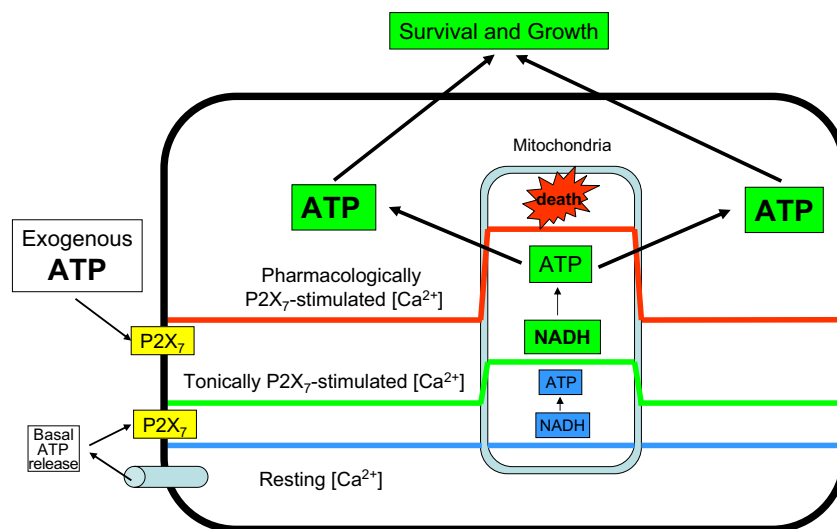 Survival and Growth
Mitochondria
death
ATP
ATP
Exogenous
ATP
ATP
Pharmacologically
P2X₇-stimulated [Ca²⁺]
P2X₇
NADH
Tonically P2X₇-stimulated [Ca²⁺]
ATP
P2X₇
NADH
Basal
ATP
release
Resting [Ca²⁺]